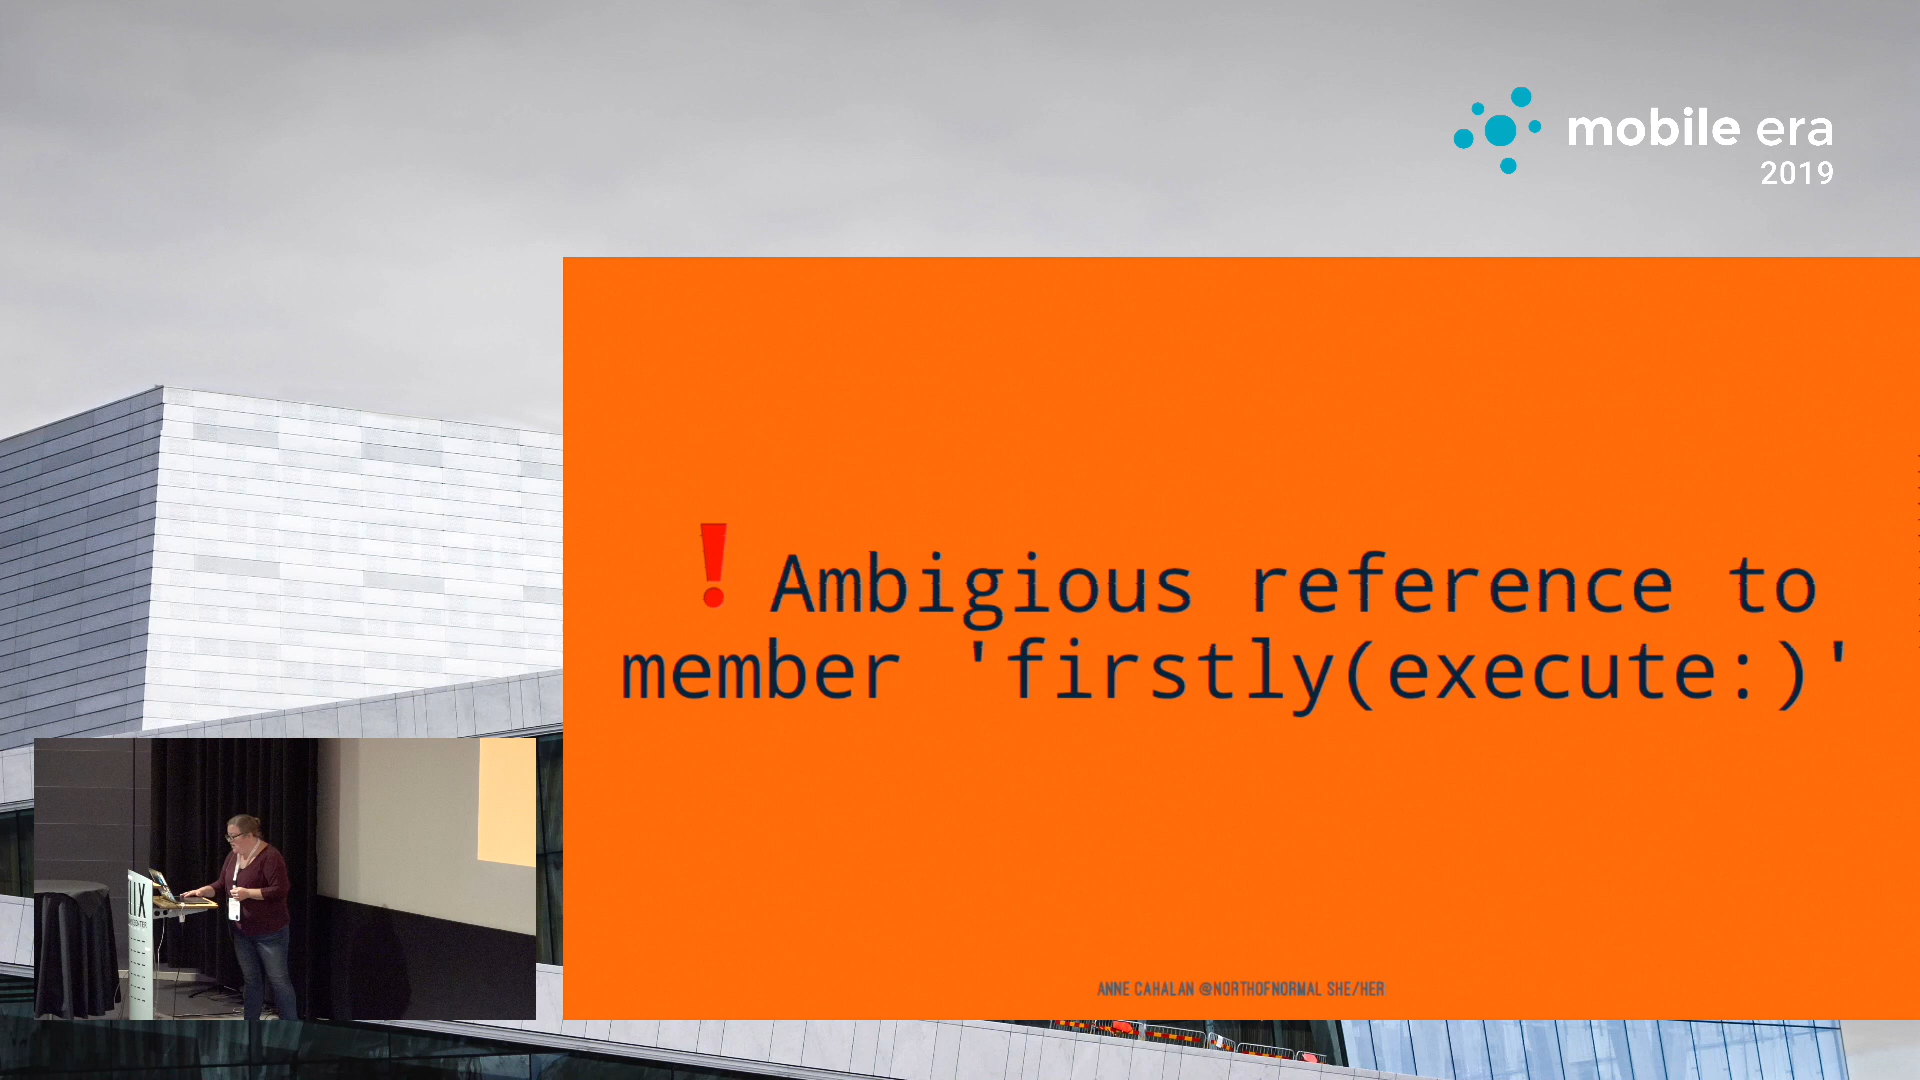 mobile era
2019
! Ambigious reference to
member 'firstly(execute:)'
ANNE CAHALAN @NORTHOFNORMAL SHE/HER